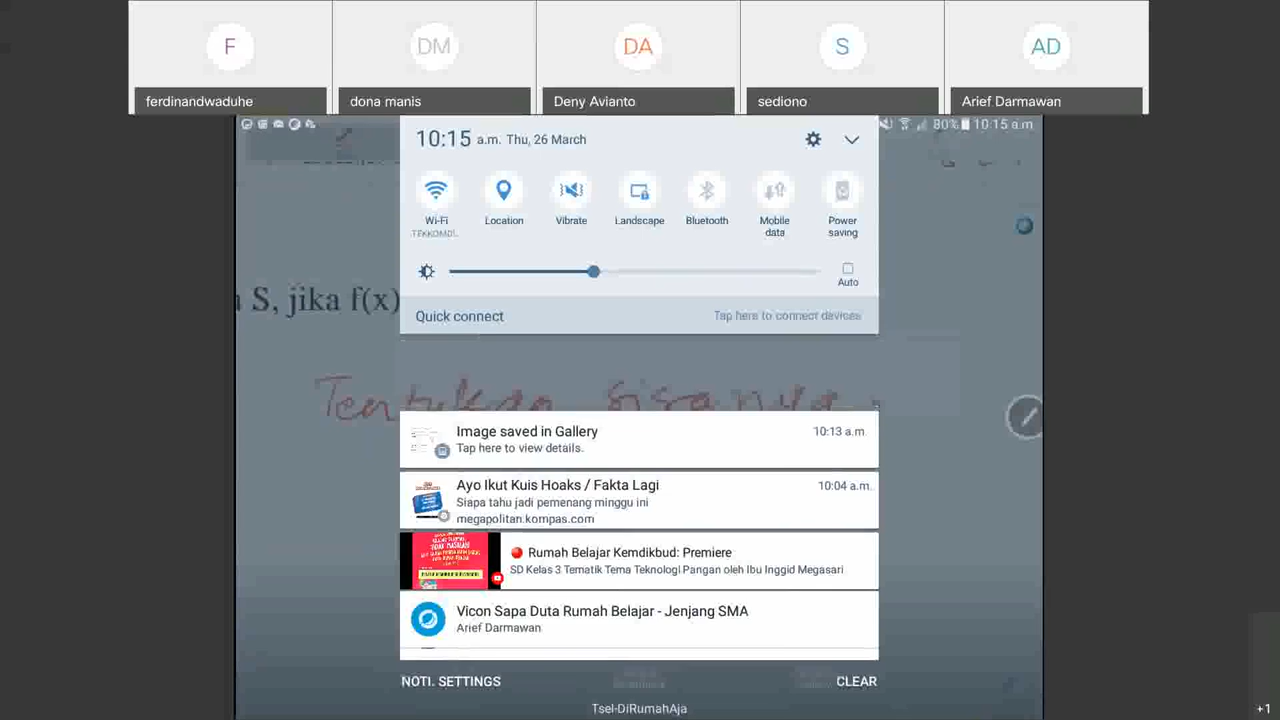 F
DM
DA
S
AD
ferdinandwaduhe
dona manis
Deny Avianto
sediono
Arief Darmawan
80% 10:15 a.m
10:15 a.m. Thu, 26 March
Wi-Fi
Location
Vibrate
Landscape
Bluetooth
Mobile data
Power saving
Auto
Quick connect
Tap here to connect devices
S, jika f(x)
Tentukan sisanya
Image saved in Gallery
10:13 a.m.
Tap here to view details.
Ayo Ikut Kuis Hoaks / Fakta Lagi
10:04 a.m.
Siapa tahu jadi pemenang minggu ini
megapolitan.kompas.com
Rumah Belajar Kemdikbud: Premiere
SD Kelas 3 Tematik Tema Teknologi Pangan oleh Ibu Inggid Megasari
Vicon Sapa Duta Rumah Belajar - Jenjang SMA
Arief Darmawan
NOTI. SETTINGS
CLEAR
Tsel-DiRumahAja
+1